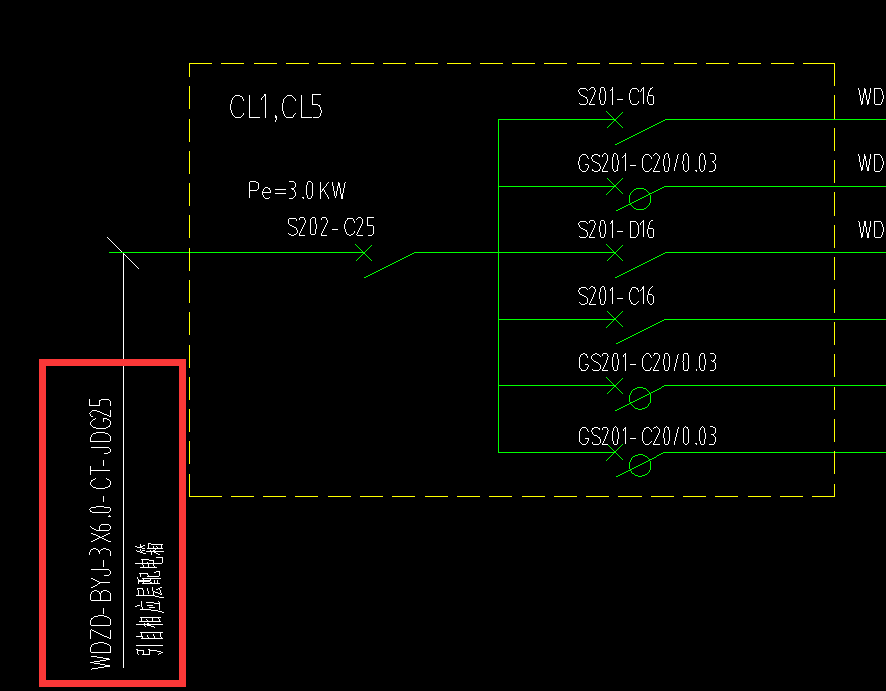 CL1,CL5
Pe=3.0KW
S202-C25
S201-C16
WD
GS201-C20/0.03
WD
S201-D16
WD
S201-C16
GS201-C20/0.03
GS201-C20/0.03
WDZD-BYJ-3X6.0-CT-JDG25
引自相应层配电箱